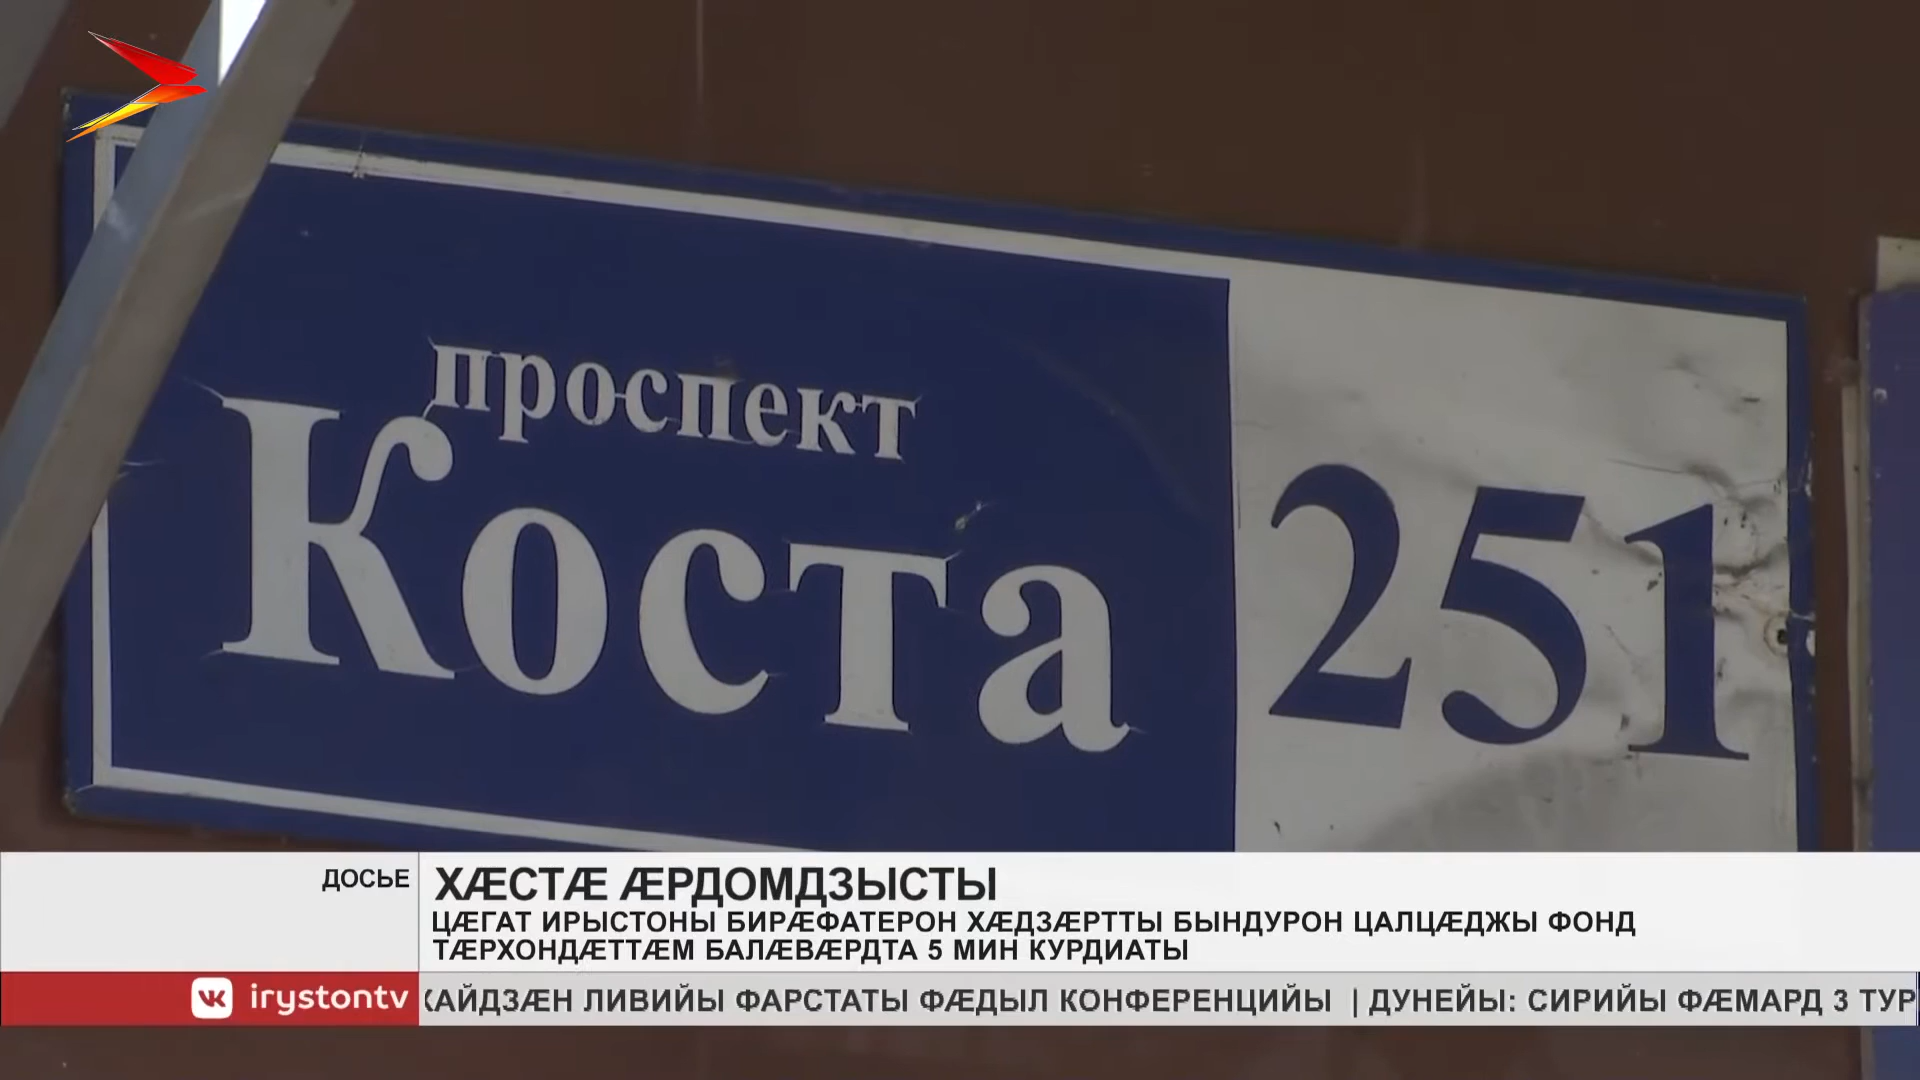 проспект
Коста
251
ДОСЬЕ
ХÆСТÆ ÆРДОМДЗЫСТЫ
ЦÆГАТ ИРЫСТОНЫ БИРÆФАТЕРОН ХÆДЗÆРТТЫ БЫНДУРОН ЦАЛЦÆДЖЫ ФОНД
ТÆРХОНДÆТТÆМ БАЛÆВÆРДТА 5 МИН КУРДИАТЫ
irystontv
ХАЙДЗÆН ЛИВИЙЫ ФАРСТАТЫ ФÆДЫЛ КОНФЕРЕНЦИЙЫ | ДУНЕЙЫ: СИРИЙЫ ФÆМАРД 3 ТУР